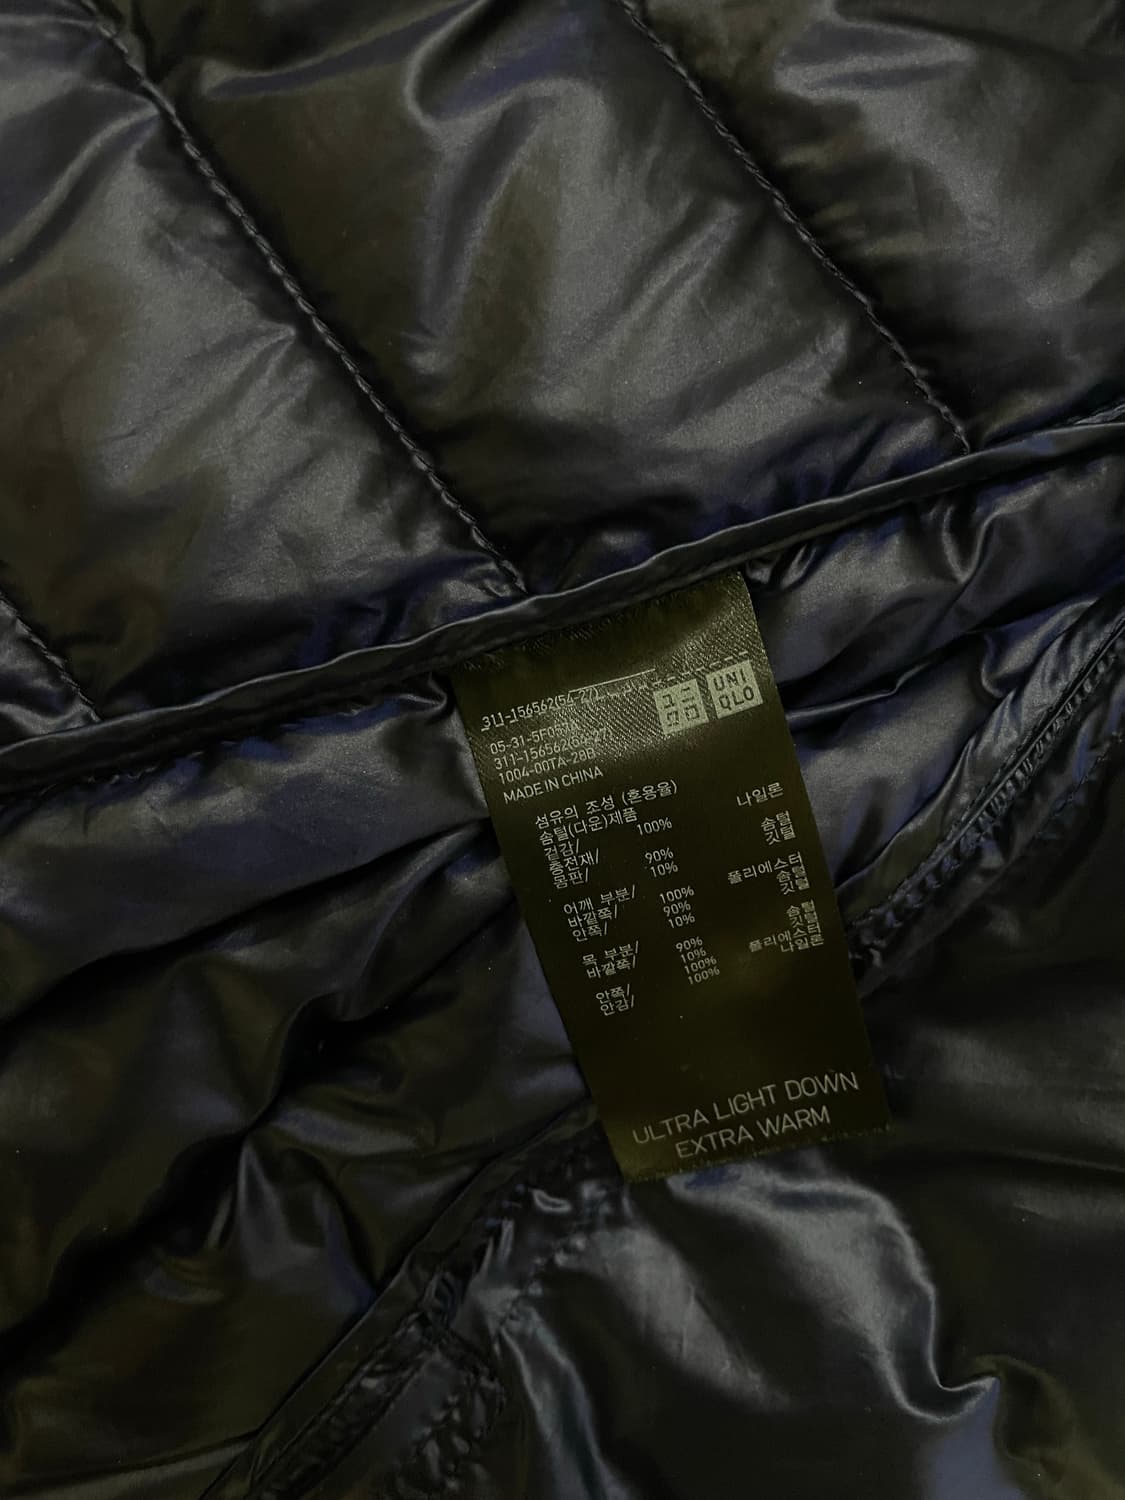 311-156562(54-27)
ユニ
クロ
UNI
QLO
311-156562(54-27)
1004-00TA-28D
MADE IN CHINA
섬유의 조성 (혼용율)
솜털(다운)제품
겉감/ 100% 나일론
충전재/
몸판/ 90% 솜털
10% 깃털
어깨 부분/
바깥쪽/ 100% 폴리에스터
안쪽/ 90% 솜털
10% 깃털
목 부분/
바깥쪽/ 90% 솜털
10% 깃털
안쪽/ 100% 폴리에스터
안감/ 100% 나일론
ULTRA LIGHT DOWN
EXTRA WARM